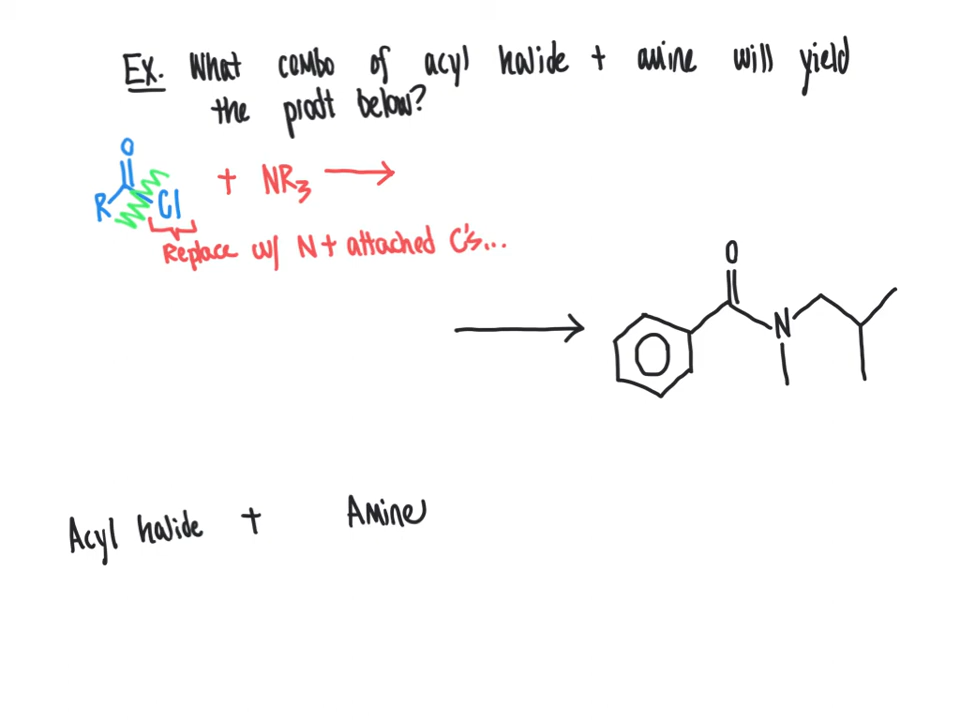 Ex. What combo of acyl halide + amine will yield
the prodt below?
O
R Cl + NR3 →
Replace w/ N + attached C's...
O
N
→
Acyl halide + Amine